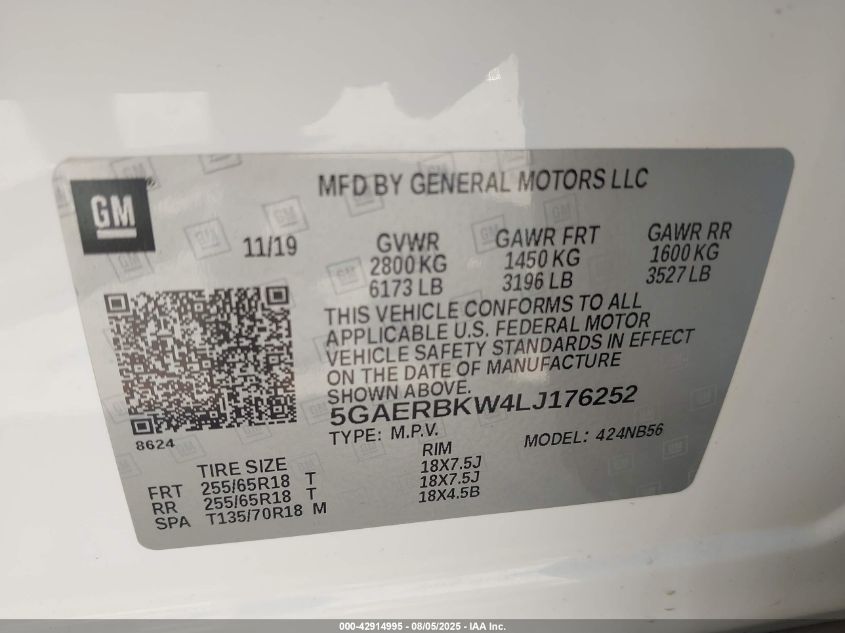 GM
MFD BY GENERAL MOTORS LLC
11/19
GVWR
2800 KG
6173 LB
GAWR FRT
1450 KG
3196 LB
GAWR RR
1600 KG
3527 LB
THIS VEHICLE CONFORMS TO ALL
APPLICABLE U.S. FEDERAL MOTOR
VEHICLE SAFETY STANDARDS IN EFFECT
ON THE DATE OF MANUFACTURE
SHOWN ABOVE.
5GAERBKW4LJ176252
TYPE: M.P.V.
MODEL: 424NB56
8624
TIRE SIZE RIM
FRT 255/65R18 T 18X7.5J
RR 255/65R18 T 18X7.5J
SPA T135/70R18 M 18X4.5B
000-42914995 - 08/05/2025 - IAA Inc.